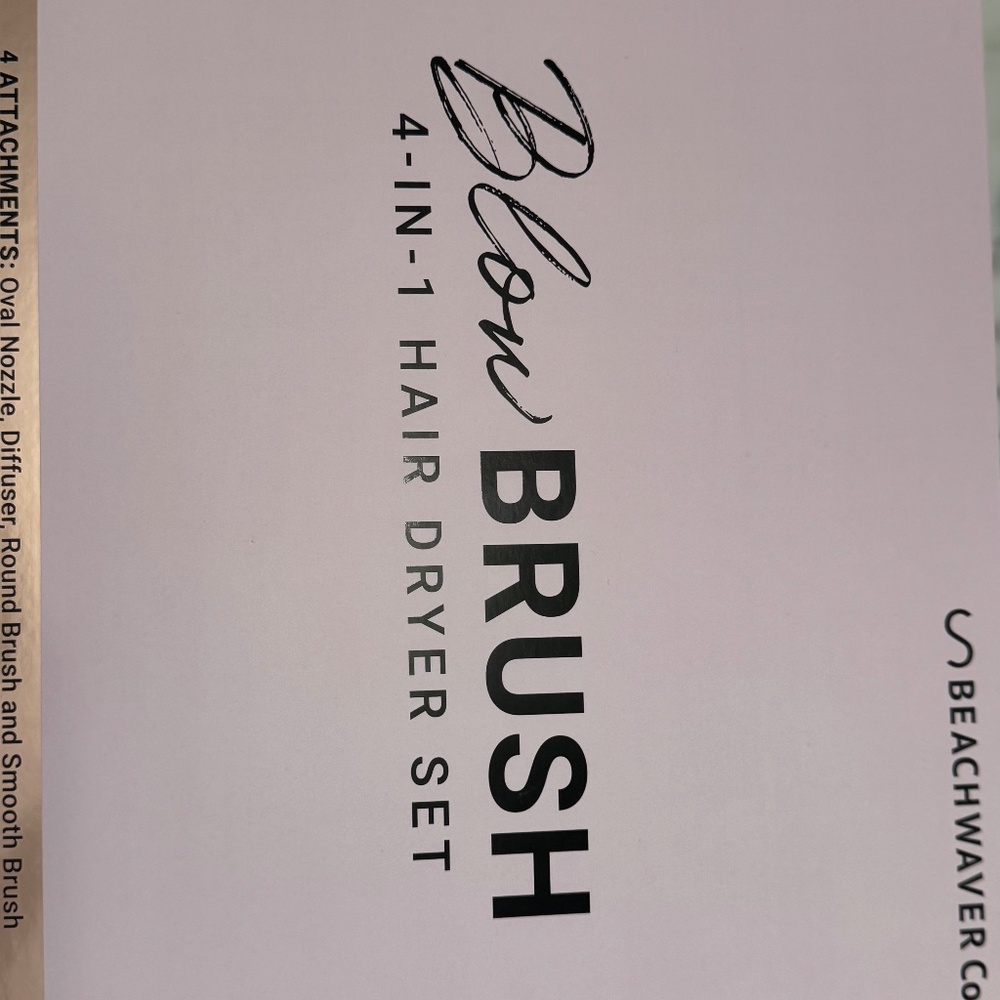 BEACHWAVER Co
Blow BRUSH
4-IN-1 HAIR DRYER SET
4 ATTACHMENTS: Oval Nozzle, Diffuser, Round Brush and Smooth Brush